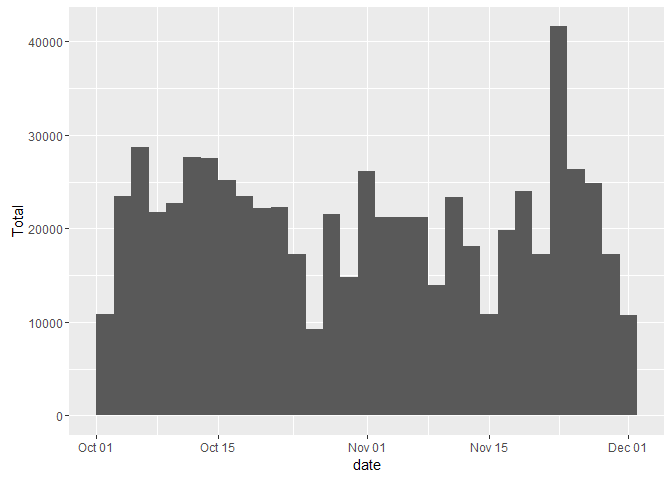 40000
30000
20000
10000
0
Total
Oct 01
Oct 15
Nov 01
Nov 15
Dec 01
date